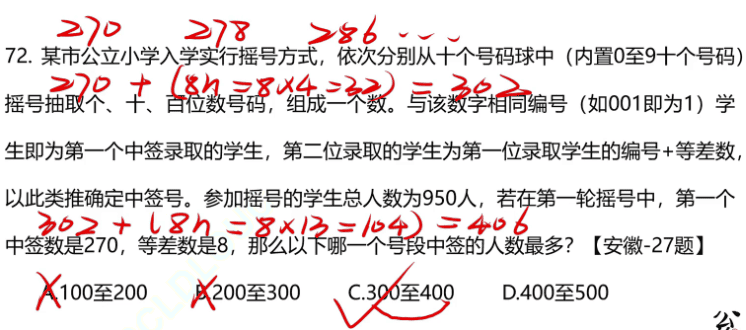 270 278 286 ...
72. 某市公立小学入学实行摇号方式，依次分别从十个号码球中（内置0至9十个号码）
270 + (8n = 8×4 = 32) = 302
摇号抽取个、十、百位数号码，组成一个数。与该数字相同编号（如001即为1）学
生即为第一个中签录取的学生，第二位录取的学生为第一位录取学生的编号+等差数，
以此类推确定中签号。参加摇号的学生总人数为950人，若在第一轮摇号中，第一个
302 + (8n = 8×13 = 104) = 406
中签数是270，等差数是8，那么以下哪一个号段中签的人数最多？【安徽-27题】
A.100至200 B.200至300 C.300至400 D.400至500
公